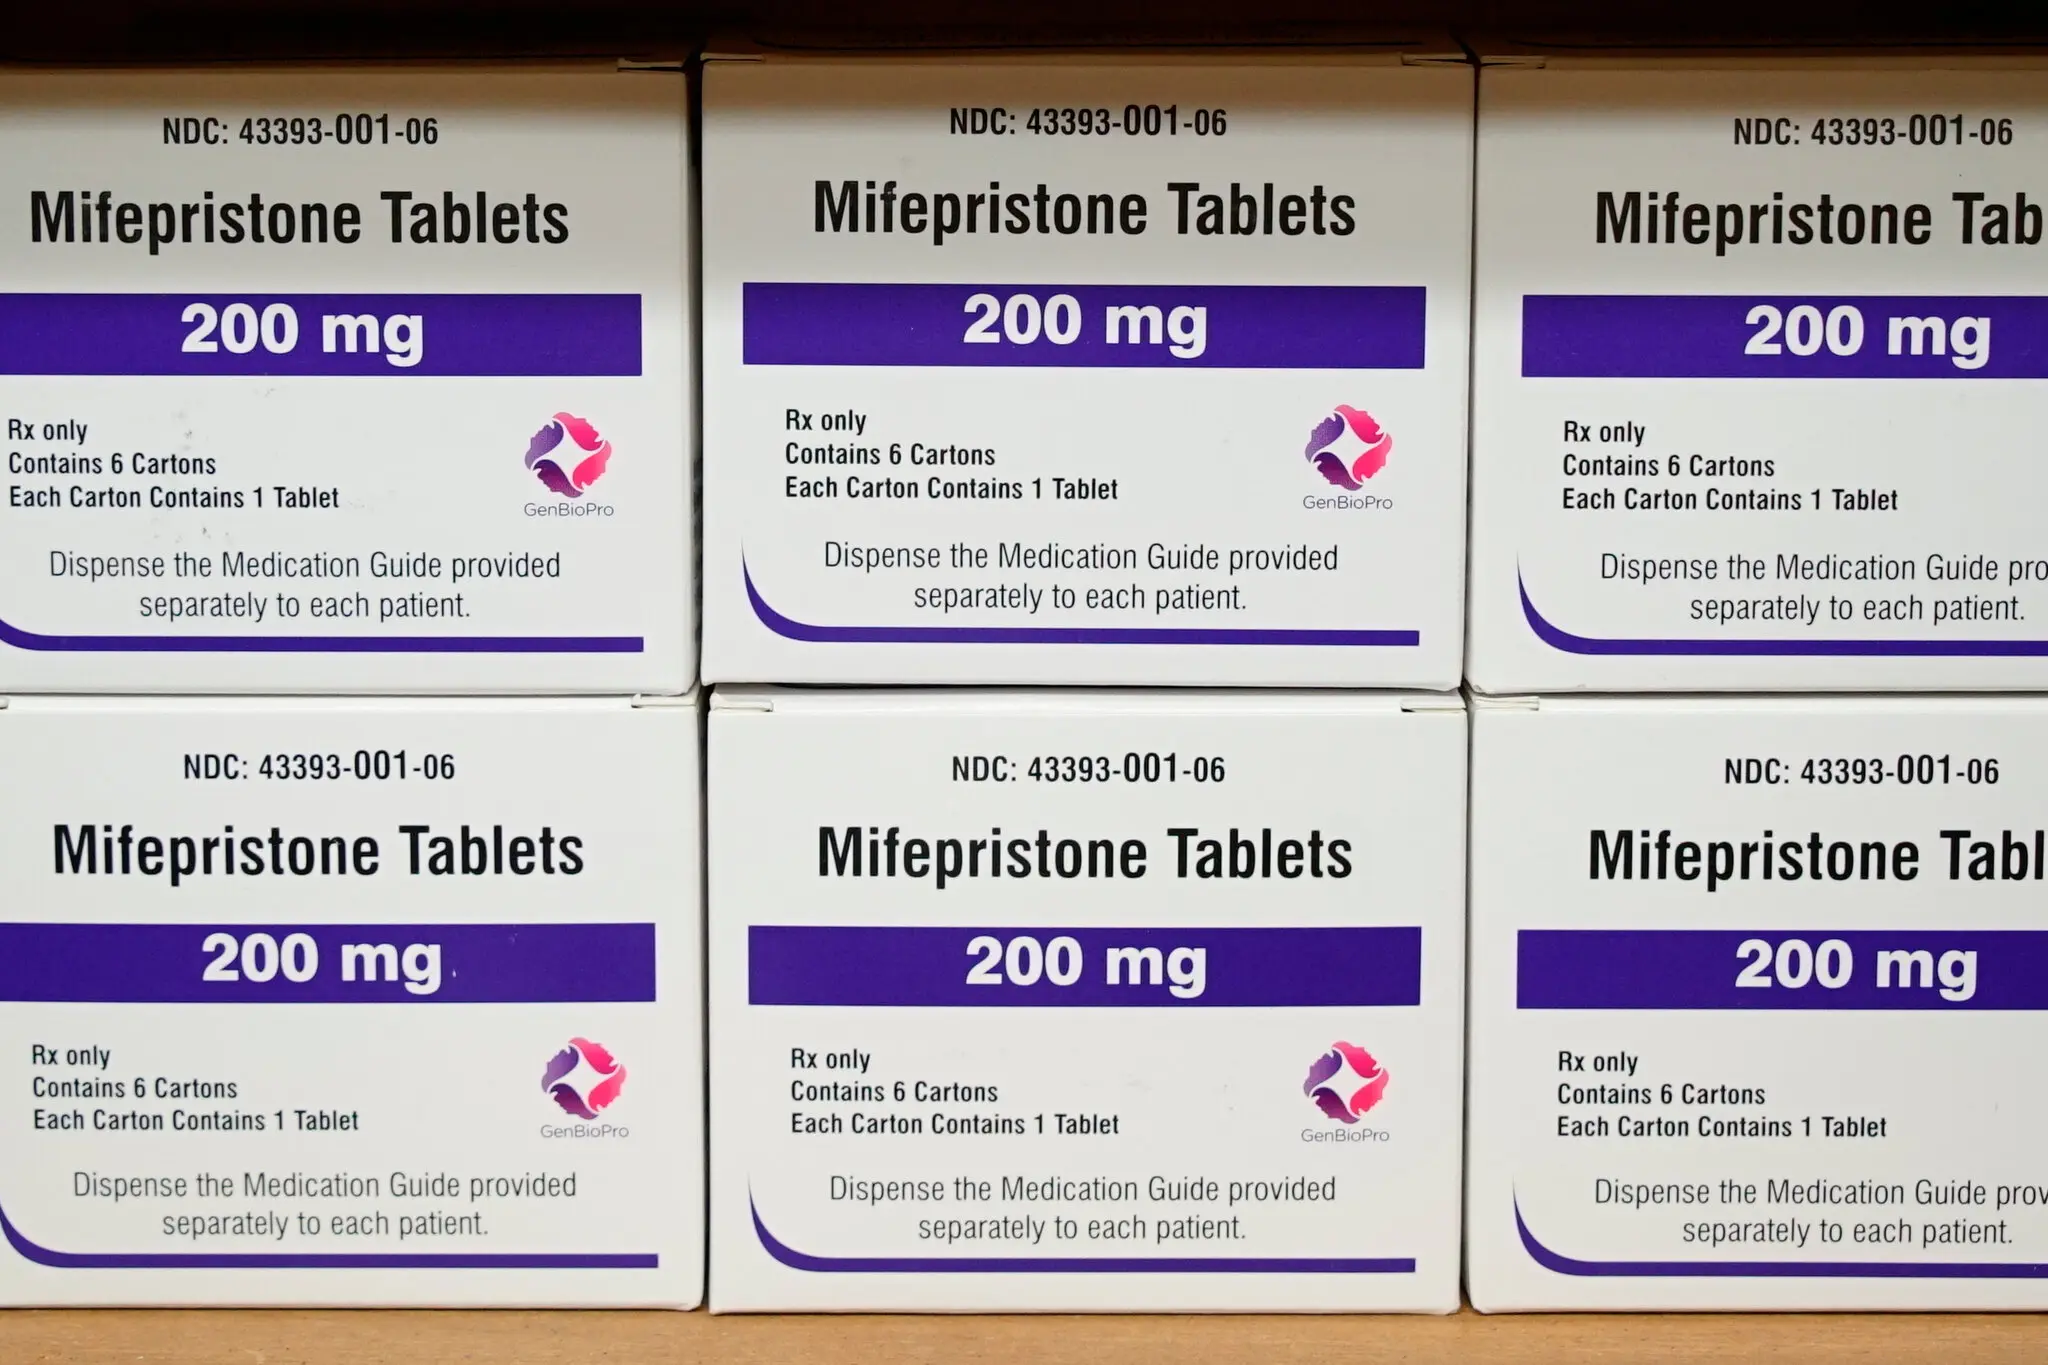 NDC: 43393-001-06
Mifepristone Tablets
200 mg
Rx only
Contains 6 Cartons
Each Carton Contains 1 Tablet
GenBioPro
Dispense the Medication Guide provided
separately to each patient.
NDC: 43393-001-06
Mifepristone Tablets
200 mg
Rx only
Contains 6 Cartons
Each Carton Contains 1 Tablet
GenBioPro
Dispense the Medication Guide provided
separately to each patient.
NDC: 43393-001-06
Mifepristone Tab
200 mg
Rx only
Contains 6 Cartons
Each Carton Contains 1 Tablet
Dispense the Medication Guide pro
separately to each patient.
NDC: 43393-001-06
Mifepristone Tablets
200 mg
Rx only
Contains 6 Cartons
Each Carton Contains 1 Tablet
GenBioPro
Dispense the Medication Guide provided
separately to each patient.
NDC: 43393-001-06
Mifepristone Tablets
200 mg
Rx only
Contains 6 Cartons
Each Carton Contains 1 Tablet
GenBioPro
Dispense the Medication Guide provided
separately to each patient.
NDC: 43393-001-06
Mifepristone Tabl
200 mg
Rx only
Contains 6 Cartons
Each Carton Contains 1 Tablet
Dispense the Medication Guide prov
separately to each patient.